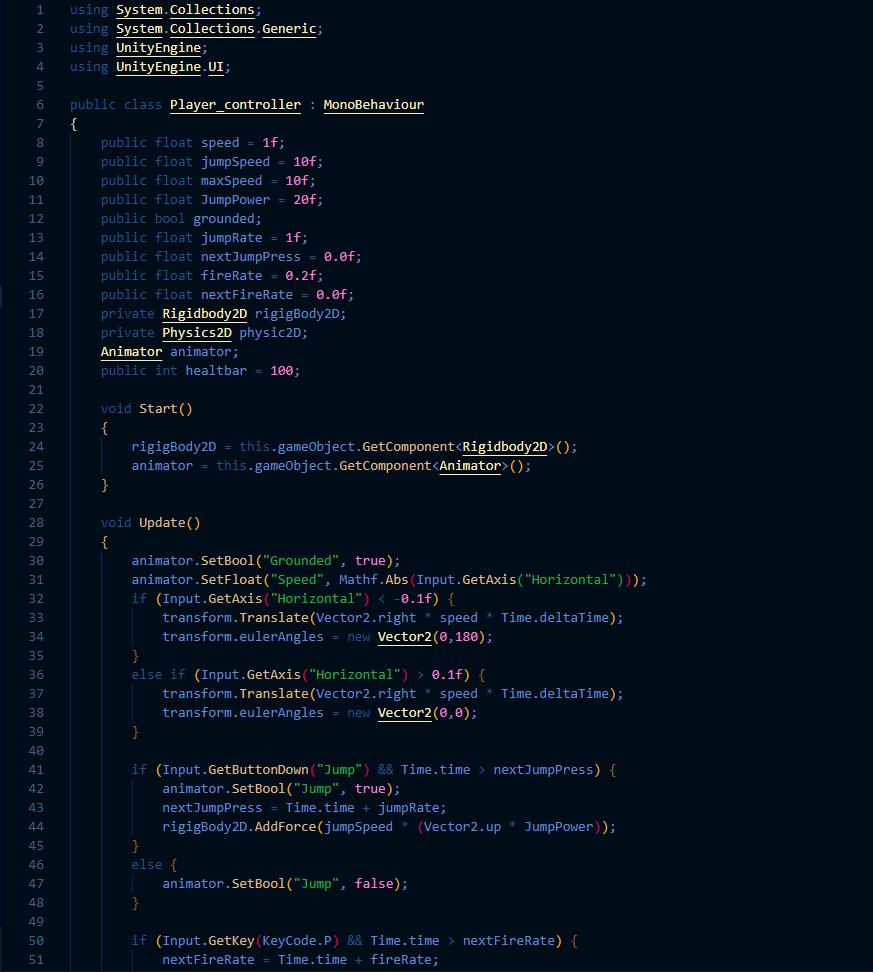 1 using System.Collections;
2 using System.Collections.Generic;
3 using UnityEngine;
4 using UnityEngine.UI;
5
6 public class Player_controller : MonoBehaviour
7 {
8     public float speed = 1f;
9     public float jumpSpeed = 10f;
10     public float maxSpeed = 10f;
11     public float JumpPower = 20f;
12     public bool grounded;
13     public float jumpRate = 1f;
14     public float nextJumpPress = 0.0f;
15     public float fireRate = 0.2f;
16     public float nextFireRate = 0.0f;
17     private Rigidbody2D rigigBody2D;
18     private Physics2D physic2D;
19     Animator animator;
20     public int healtbar = 100;
21
22     void Start()
23     {
24         rigigBody2D = this.gameObject.GetComponent<Rigidbody2D>();
25         animator = this.gameObject.GetComponent<Animator>();
26     }
27
28     void Update()
29     {
30         animator.SetBool("Grounded", true);
31         animator.SetFloat("Speed", Mathf.Abs(Input.GetAxis("Horizontal")));
32         if (Input.GetAxis("Horizontal") < -0.1f) {
33             transform.Translate(Vector2.right * speed * Time.deltaTime);
34             transform.eulerAngles = new Vector2(0,180);
35         }
36         else if (Input.GetAxis("Horizontal") > 0.1f) {
37             transform.Translate(Vector2.right * speed * Time.deltaTime);
38             transform.eulerAngles = new Vector2(0,0);
39         }
40
41         if (Input.GetButtonDown("Jump") && Time.time > nextJumpPress) {
42             animator.SetBool("Jump", true);
43             nextJumpPress = Time.time + jumpRate;
44             rigigBody2D.AddForce(jumpSpeed * (Vector2.up * JumpPower));
45         }
46         else {
47             animator.SetBool("Jump", false);
48         }
49
50         if (Input.GetKey(KeyCode.P) && Time.time > nextFireRate) {
51             nextFireRate = Time.time + fireRate;